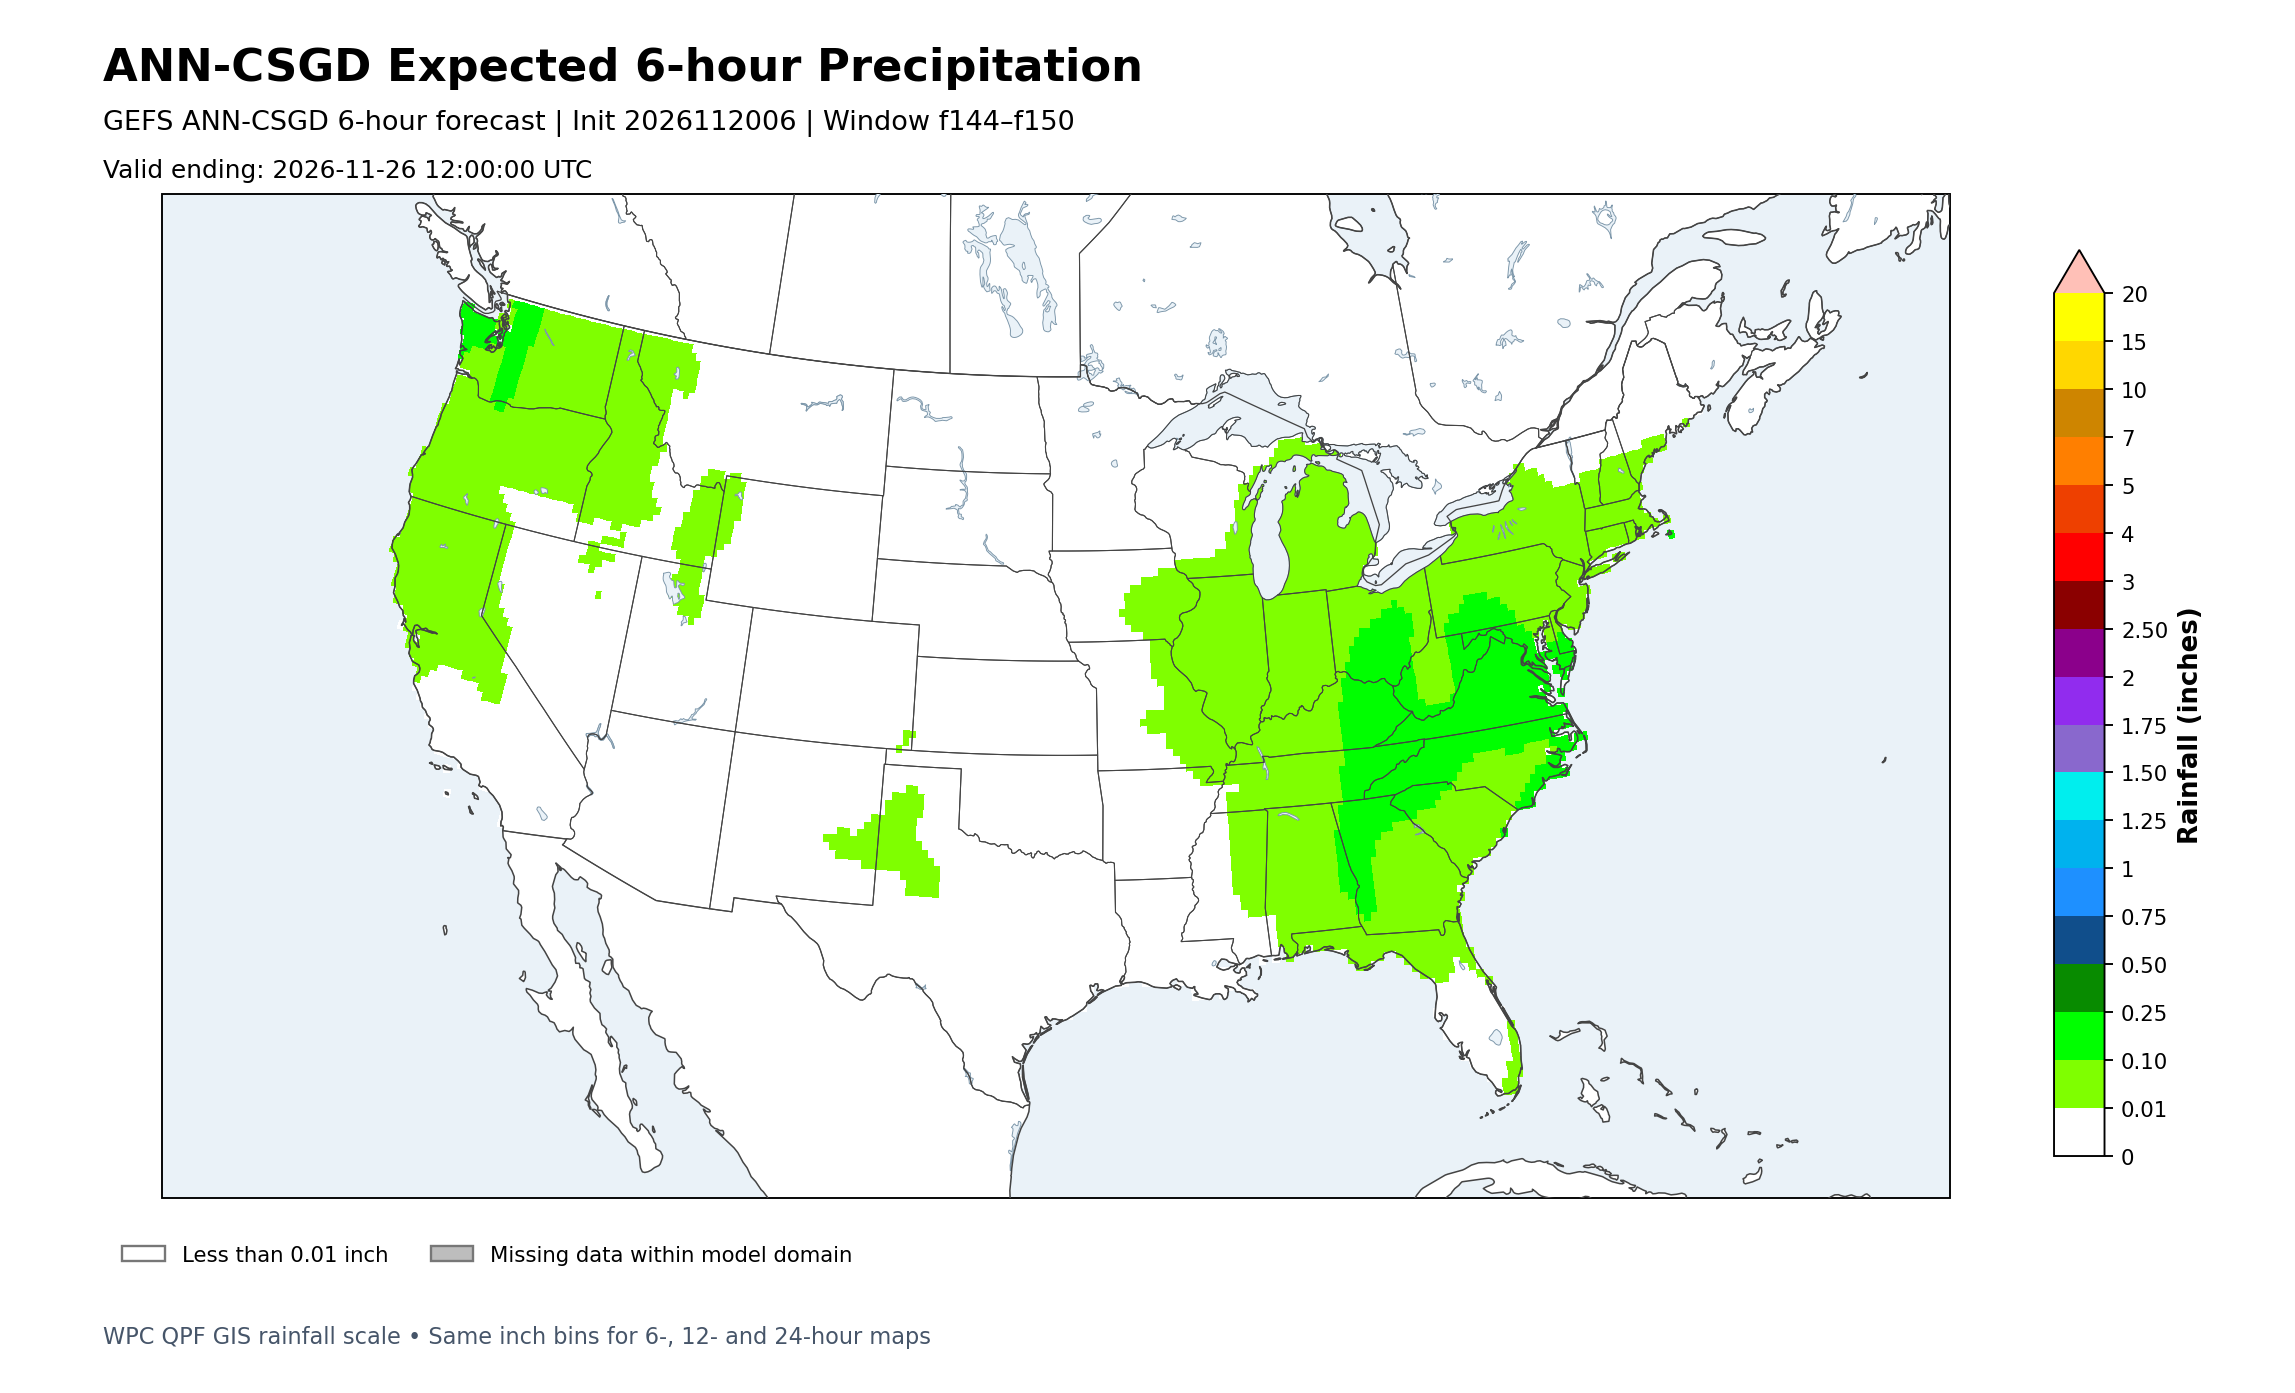 ANN-CSGD Expected 6-hour Precipitation
GEFS ANN-CSGD 6-hour forecast | Init 2026112006 | Window f144–f150
Valid ending: 2026-11-26 12:00:00 UTC
20
15
10
7
5
4
3
2.50
2
1.75
1.50
1.25
1
0.75
0.50
0.25
0.10
0.01
0
Rainfall (inches)
Less than 0.01 inch
Missing data within model domain
WPC QPF GIS rainfall scale • Same inch bins for 6-, 12- and 24-hour maps